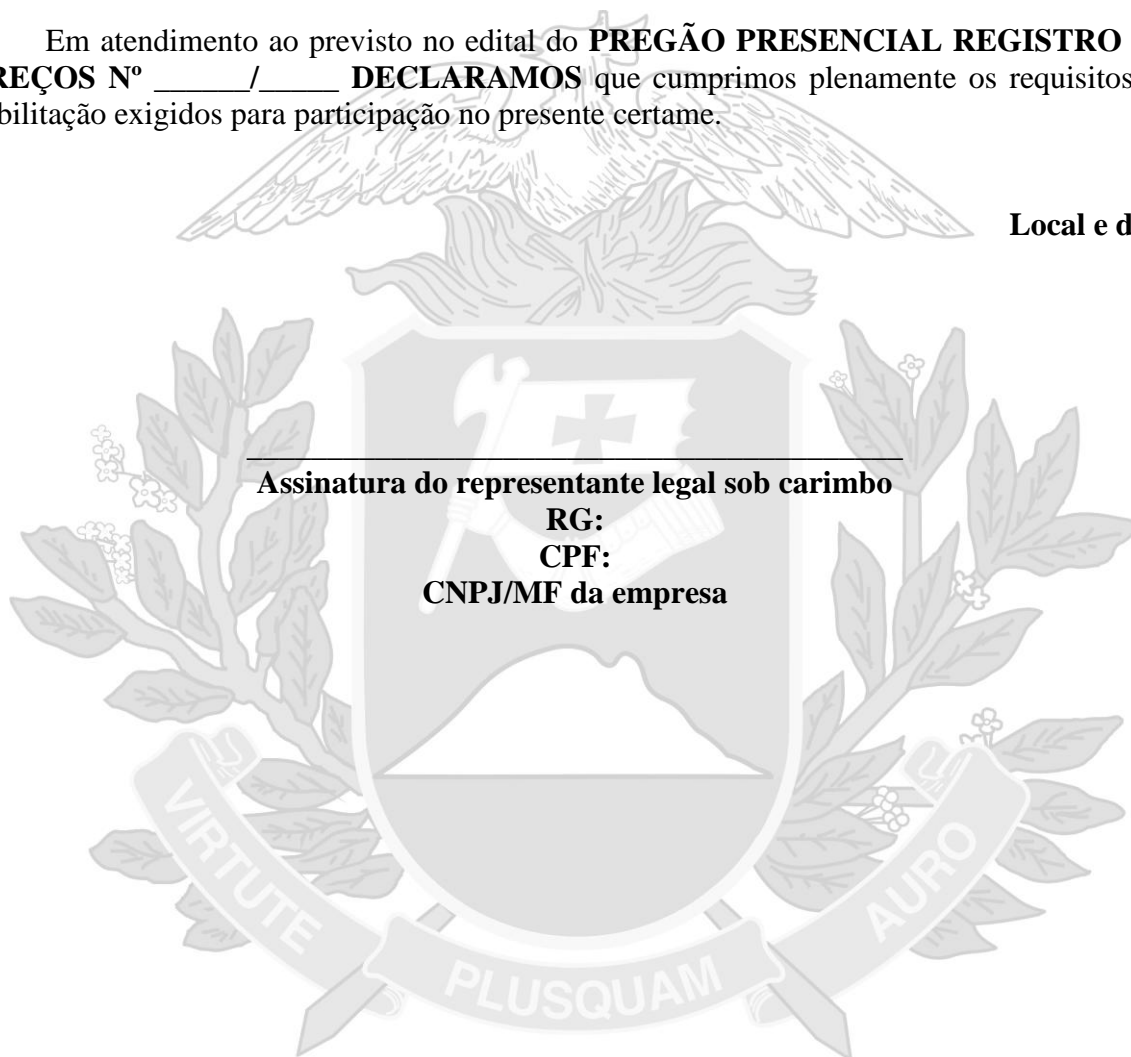 Em atendimento ao previsto no edital do PREGÃO PRESENCIAL REGISTRO
REÇOS Nº ______/_____ DECLARAMOS que cumprimos plenamente os requisitos
bilitação exigidos para participação no presente certame.
Local e d
Assinatura do representante legal sob carimbo
RG:
CPF:
CNPJ/MF da empresa
VIRTUTE
PLUSQUAM
AURO